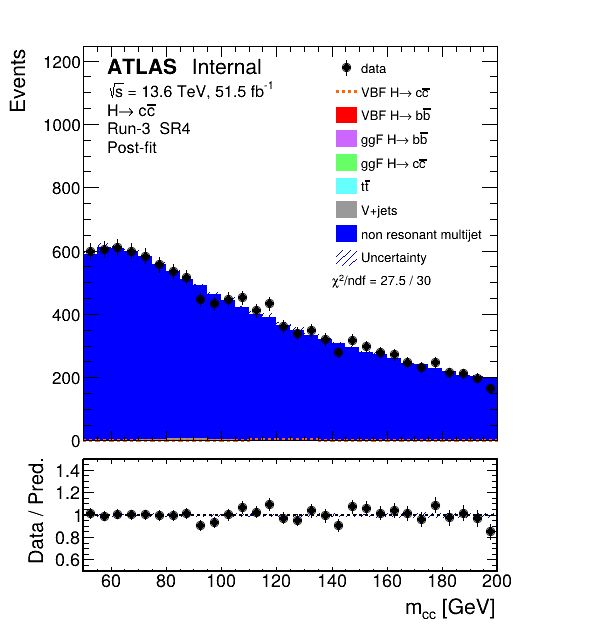 Events
1200
1000
800
600
400
200
0
ATLAS Internal
√s = 13.6 TeV, 51.5 fb⁻¹
H→ cc̅
Run-3 SR4
Post-fit
data
VBF H→ cc̅
VBF H→ bb̅
ggF H→ bb̅
ggF H→ cc̅
tt̅
V+jets
non resonant multijet
Uncertainty
χ²/ndf = 27.5 / 30
Data / Pred.
1.4
1.2
1
0.8
0.6
60 80 100 120 140 160 180 200
m_cc [GeV]